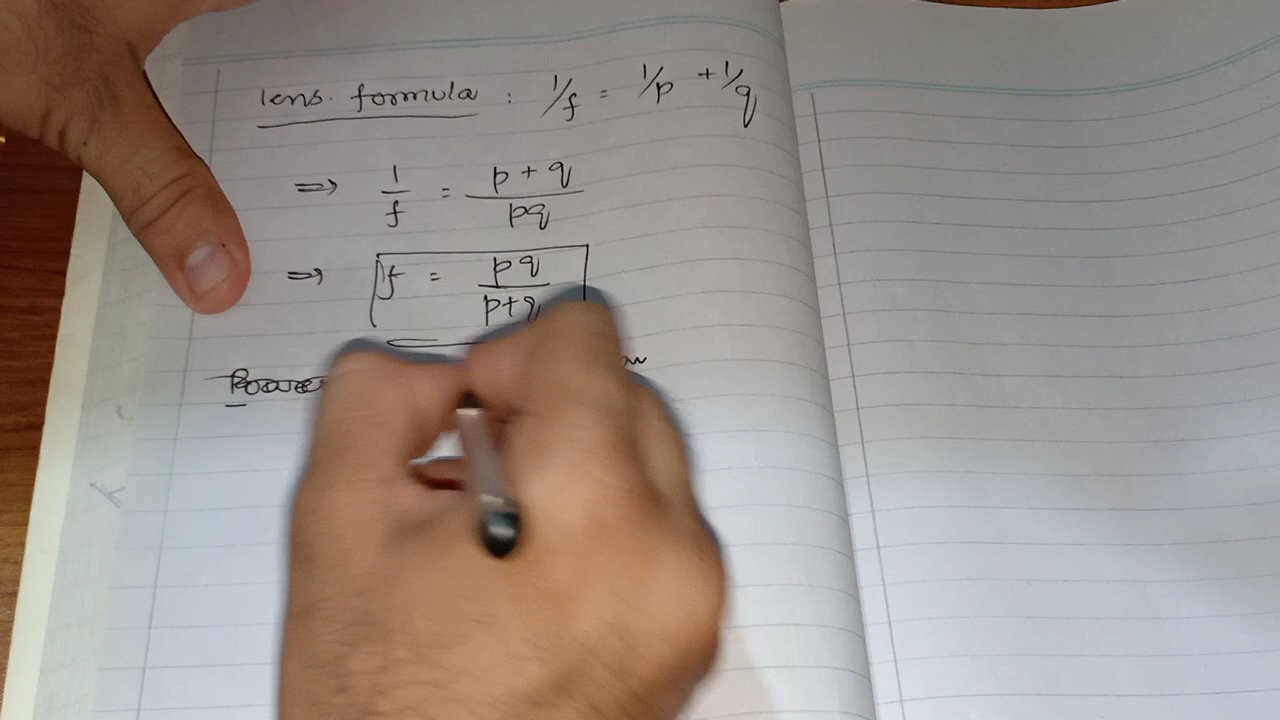 lens. formula : 1/f = 1/p + 1/q
⇒ 1/f = p + q / pq
⇒ f = pq / p+q